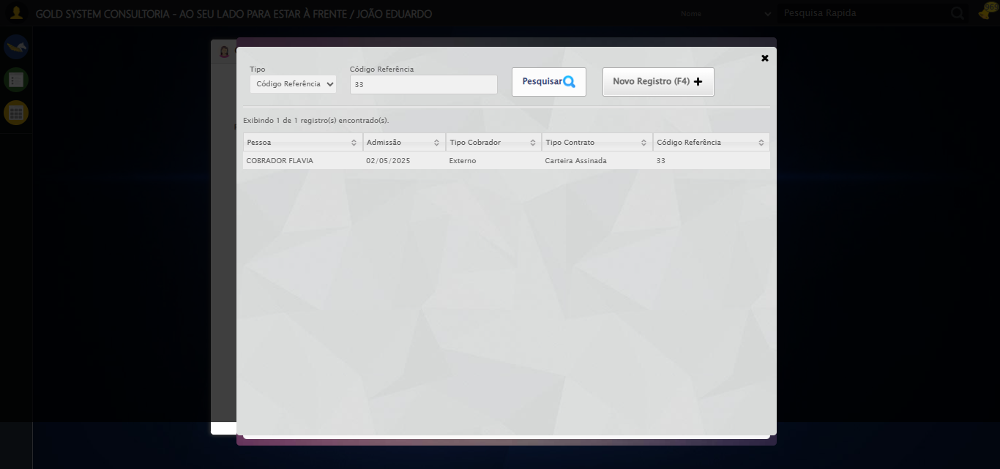 GOLD SYSTEM CONSULTORIA - AO SEU LADO PARA ESTAR À FRENTE / JOÃO EDUARDO
Nome
Pesquisa Rapida
Tipo
Código Referência
Código Referência
33
Pesquisar
Novo Registro (F4)
Exibindo 1 de 1 registro(s) encontrado(s).
Pessoa Admissão Tipo Cobrador Tipo Contrato Código Referência
COBRADOR FLAVIA 02/05/2025 Externo Carteira Assinada 33